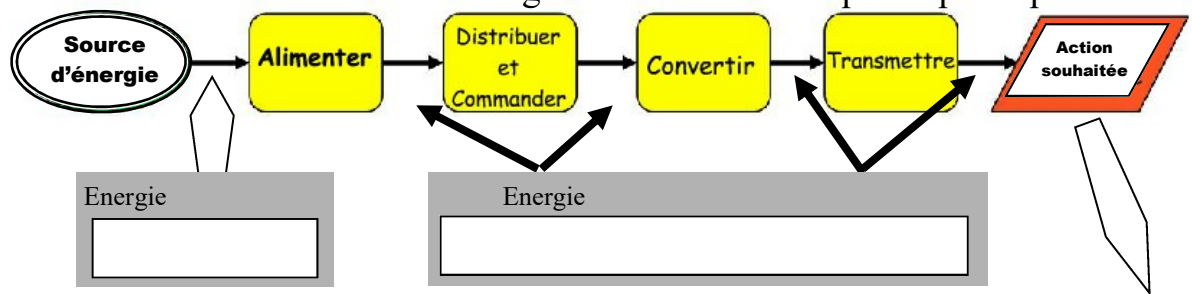 Source
d'énergie
Alimenter
Distribuer
et
Commander
Convertir
Transmettre
Action
souhaitée
Energie
Energie